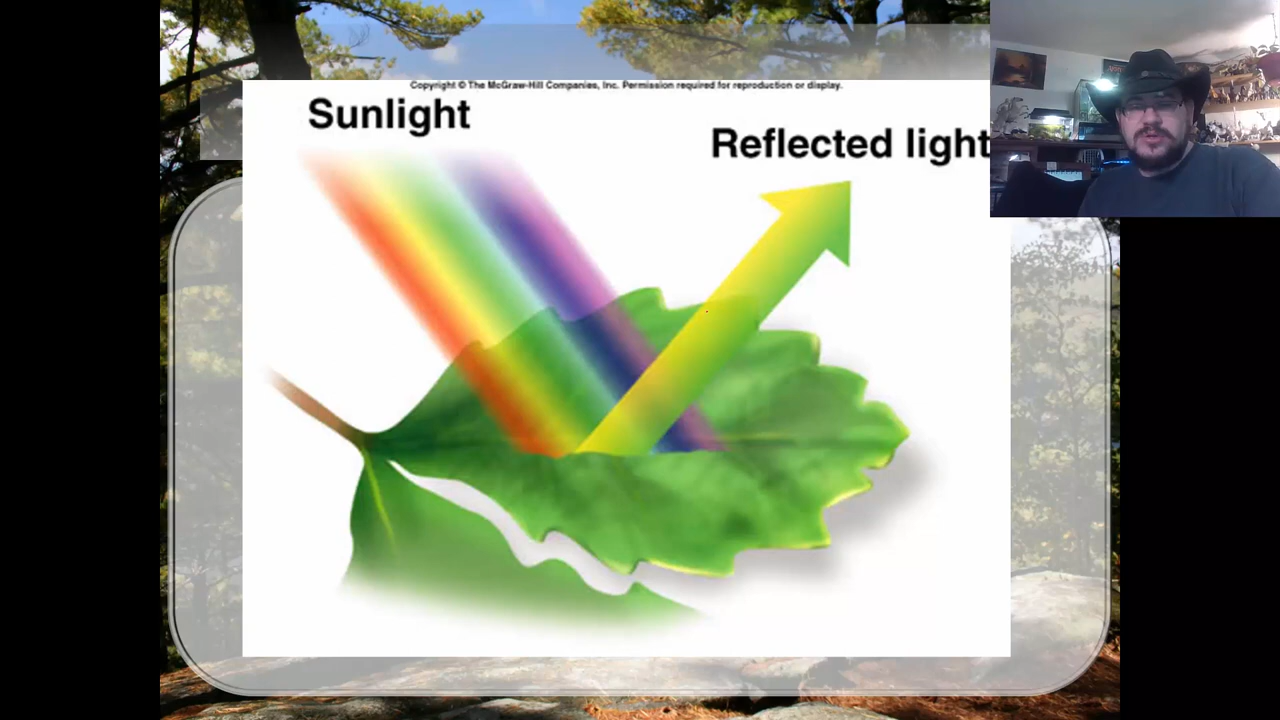 Copyright © The McGraw-Hill Companies, Inc. Permission required for reproduction or display.
Sunlight
Reflected light